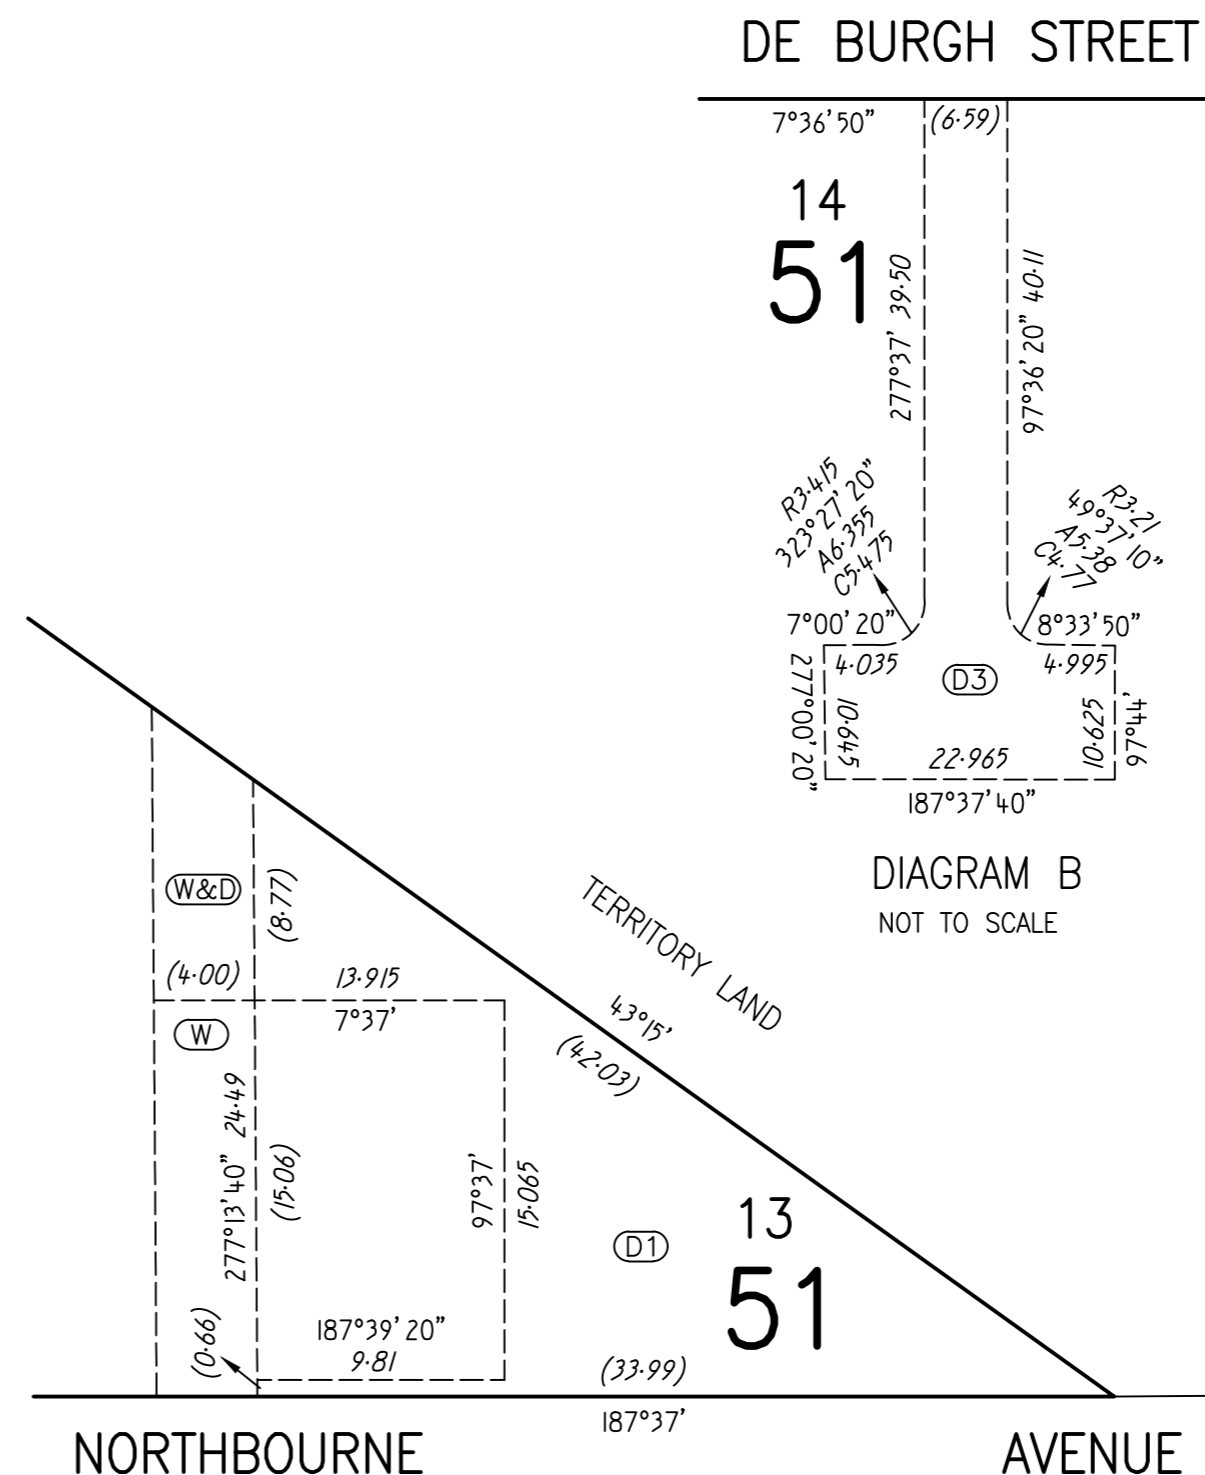 DE BURGH STREET
7°36'50" (6·59)
14
51
277°37' 39·50
97°36'20" 40·11
R3·415
323°27'20"
A6·355
C5·475
R3·21
49°37'10"
A5·38
C4·77
7°00'20"
8°33'50"
4·035
D3
4·995
277°00'20"
10·645
10·625
97°44'
22·965
187°37'40"
DIAGRAM B
NOT TO SCALE
W&D
(8·77)
TERRITORY LAND
(4·00) 13·915
7°37'
43°15'
(42·03)
W
277°13'40" 24·49
(15·06)
97°37'
15·065
13
51
D1
(0·66)
187°39'20"
9·81
(33·99)
187°37'
NORTHBOURNE AVENUE